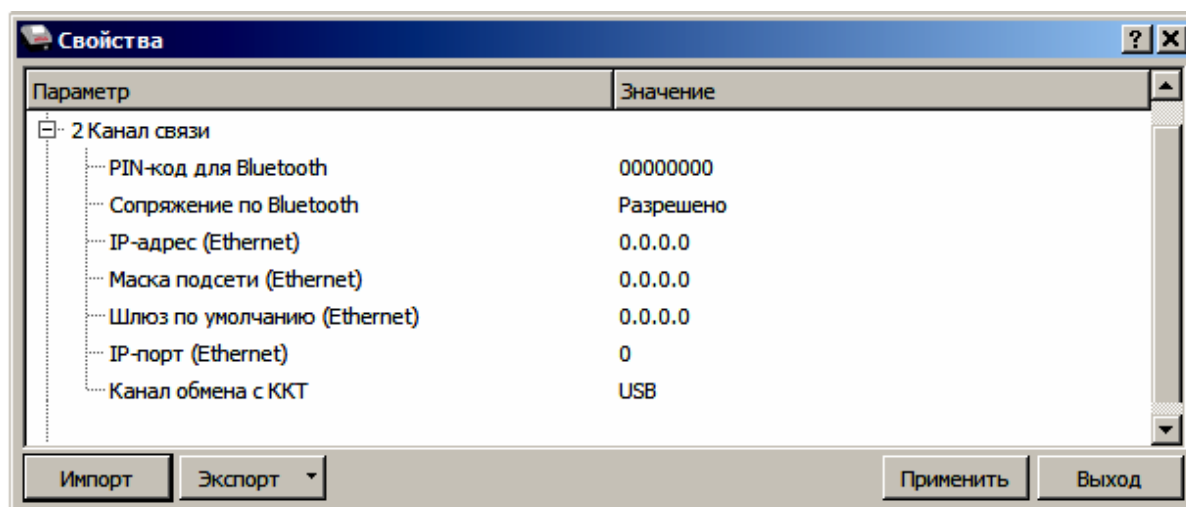 Свойства
Параметр Значение
2 Канал связи
PIN-код для Bluetooth 00000000
Сопряжение по Bluetooth Разрешено
IP-адрес (Ethernet) 0.0.0.0
Маска подсети (Ethernet) 0.0.0.0
Шлюз по умолчанию (Ethernet) 0.0.0.0
IP-порт (Ethernet) 0
Канал обмена с ККТ USB
Импорт Экспорт Применить Выход